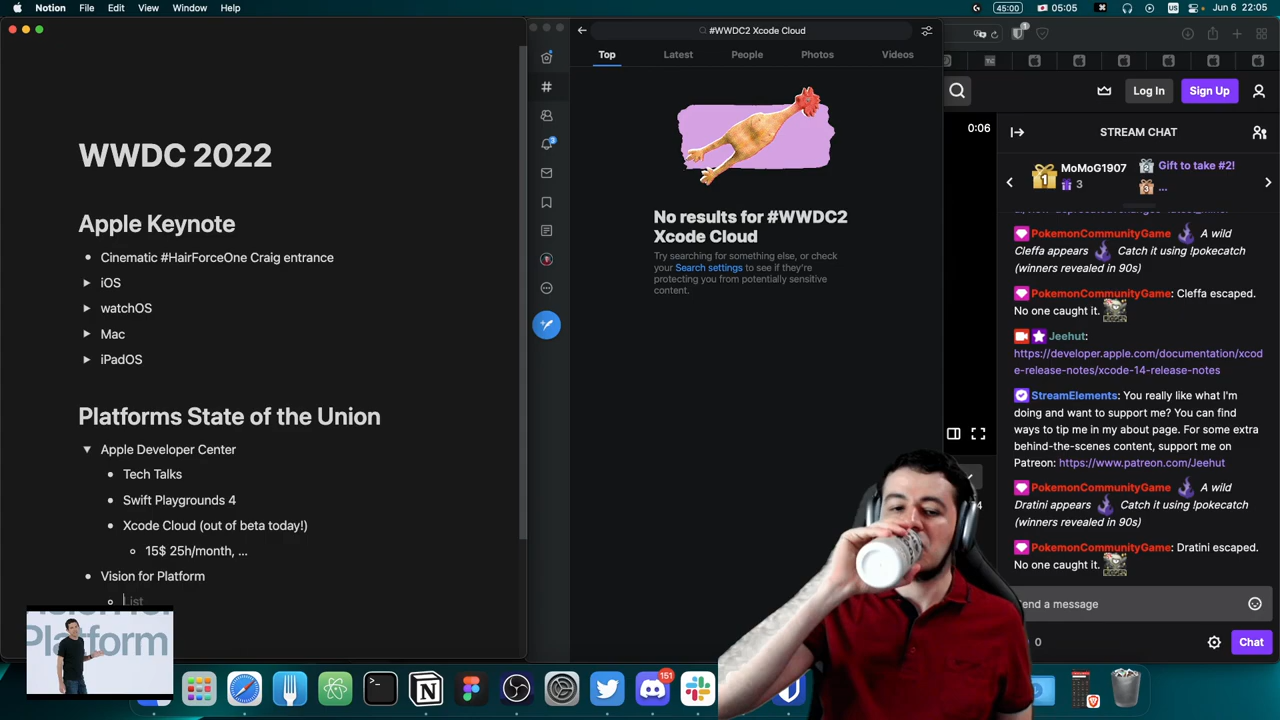 Notion File Edit View Window Help
45:00 05:05 US Jun 6 22:05
WWDC 2022
Apple Keynote
Cinematic #HairForceOne Craig entrance
iOS
watchOS
Mac
iPadOS
Platforms State of the Union
Apple Developer Center
Tech Talks
Swift Playgrounds 4
Xcode Cloud (out of beta today!)
15$ 25h/month, ...
Vision for Platform
List
Platform
#WWDC2 Xcode Cloud
Top Latest People Photos Videos
3
No results for #WWDC2
Xcode Cloud
Try searching for something else, or check
your Search settings to see if they're
protecting you from potentially sensitive
content.
Log In Sign Up
0:06
STREAM CHAT
1 MoMoG1907
3
2 Gift to take #2!
3 ...
PokemonCommunityGame A wild
Cleffa appears Catch it using !pokecatch
(winners revealed in 90s)
PokemonCommunityGame: Cleffa escaped.
No one caught it.
Jeehut:
https://developer.apple.com/documentation/xcod
e-release-notes/xcode-14-release-notes
StreamElements: You really like what I'm
doing and want to support me? You can find
ways to tip me in my about page. For some extra
behind-the-scenes content, support me on
Patreon: https://www.patreon.com/Jeehut
PokemonCommunityGame A wild
Dratini appears Catch it using !pokecatch
(winners revealed in 90s)
PokemonCommunityGame: Dratini escaped.
No one caught it.
end a message
0 Chat
151